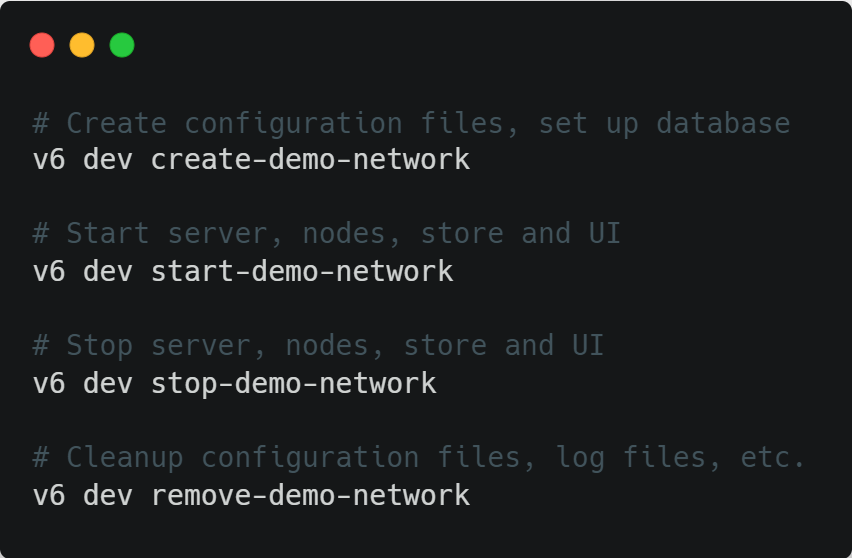 # Create configuration files, set up database
v6 dev create-demo-network
# Start server, nodes, store and UI
v6 dev start-demo-network
# Stop server, nodes, store and UI
v6 dev stop-demo-network
# Cleanup configuration files, log files, etc.
v6 dev remove-demo-network